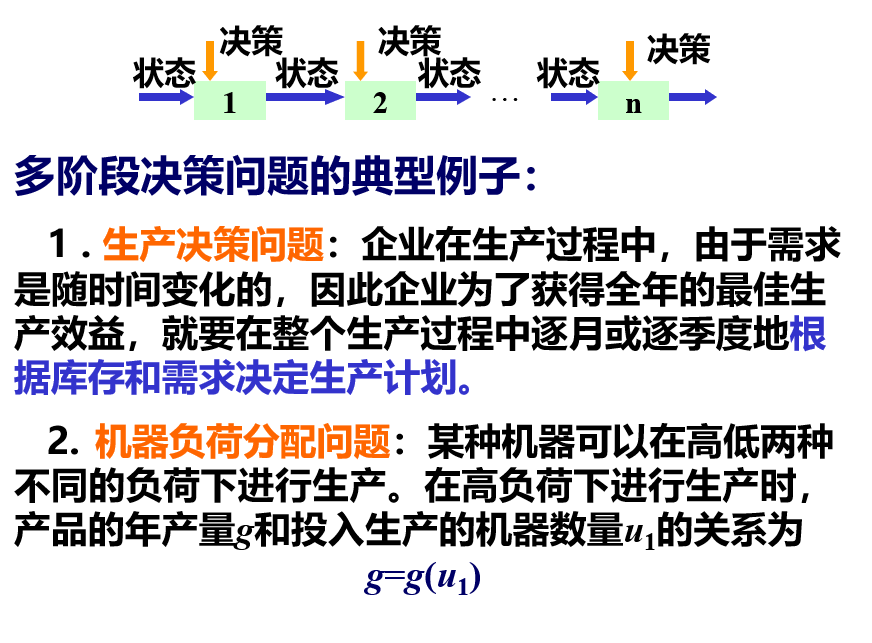 决策 决策 决策
状态 状态 状态 状态
1 2 … n
多阶段决策问题的典型例子：
1 . 生产决策问题：企业在生产过程中，由于需求
是随时间变化的，因此企业为了获得全年的最佳生
产效益，就要在整个生产过程中逐月或逐季度地根
据库存和需求决定生产计划。
2. 机器负荷分配问题：某种机器可以在高低两种
不同的负荷下进行生产。在高负荷下进行生产时，
产品的年产量g和投入生产的机器数量u₁的关系为
g=g(u₁)